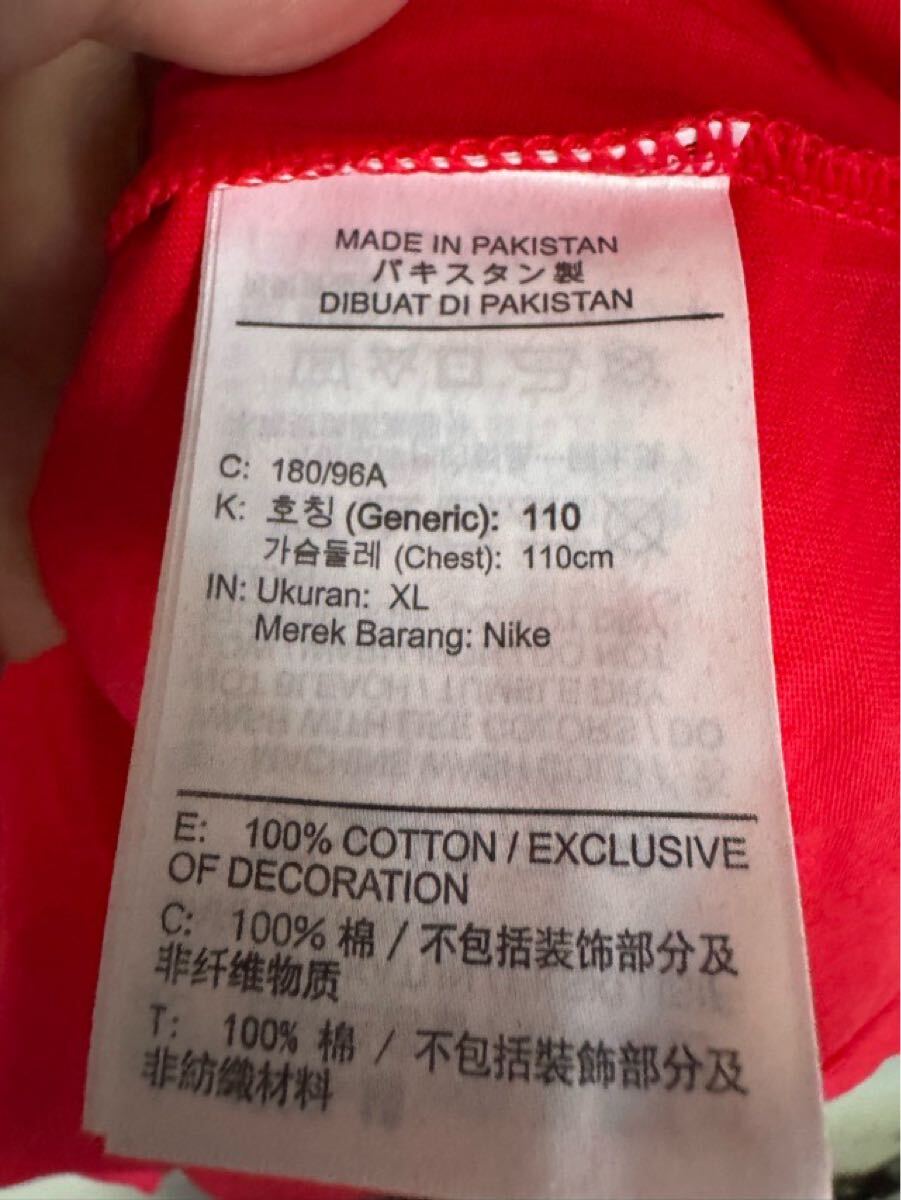 MADE IN PAKISTAN
パキスタン製
DIBUAT DI PAKISTAN
C: 180/96A
K: 호칭 (Generic): 110
가슴둘레 (Chest): 110cm
IN: Ukuran: XL
Merek Barang: Nike
E: 100% COTTON / EXCLUSIVE
OF DECORATION
C: 100% 棉 / 不包括装饰部分及
非纤维物质
T: 100% 棉 / 不包括裝飾部分及
非紡織材料